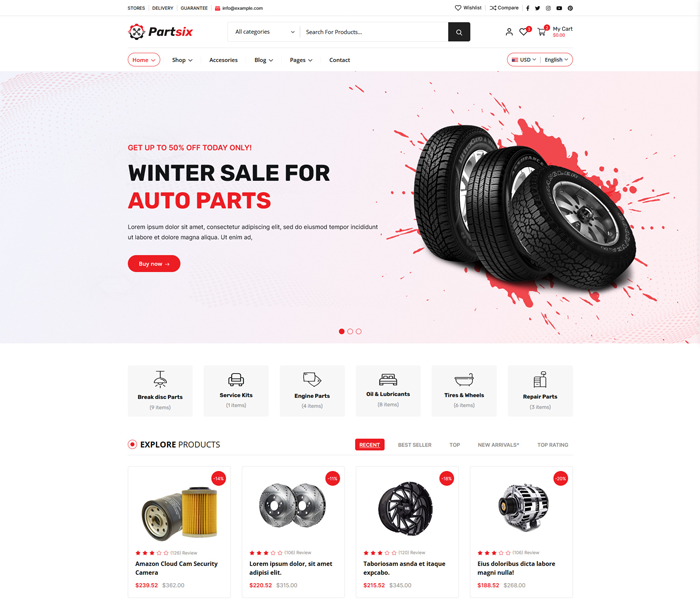 STORES DELIVERY GUARANTEE info@example.com Wishlist Compare
Partsix
All categories Search For Products... 0 0 My Cart
$0.00
Home Shop Accesories Blog Pages Contact USD English
GET UP TO 50% OFF TODAY ONLY!
WINTER SALE FOR
AUTO PARTS
Lorem ipsum dolor sit amet, consectetur adipisicing elit, sed do eiusmod tempor incididunt
ut labore et dolore magna aliqua. Ut enim ad,
Buy now →
Break disc Parts
(9 items)
Service Kits
(1 items)
Engine Parts
(4 items)
Oil & Lubricants
(8 items)
Tires & Wheels
(6 items)
Repair Parts
(3 items)
EXPLORE PRODUCTS
RECENT BEST SELLER TOP NEW ARRIVALS* TOP RATING
-14% -11% -18% -20%
(126) Review
Amazon Cloud Cam Security
Camera
$239.52 $362.00
(106) Review
Lorem ipsum dolor, sit amet
adipisi elit.
$220.52 $315.00
(120) Review
Taboriosam asnda et itaque
expcabo.
$215.52 $345.00
(106) Review
Eius doloribus dicta labore
magni nulla!
$188.52 $268.00